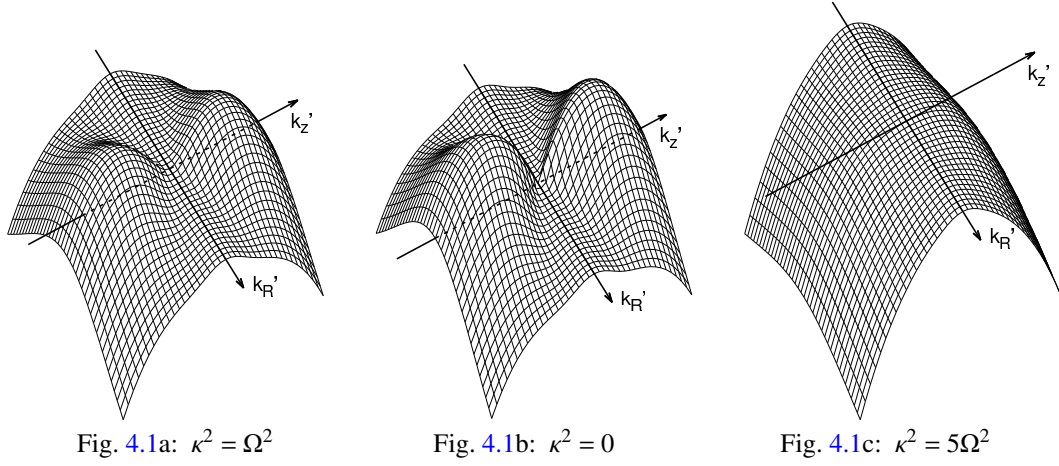 k_z'
k_R'
k_z'
k_R'
k_z'
k_R'
Fig. 4.1a: κ² = Ω²
Fig. 4.1b: κ² = 0
Fig. 4.1c: κ² = 5Ω²